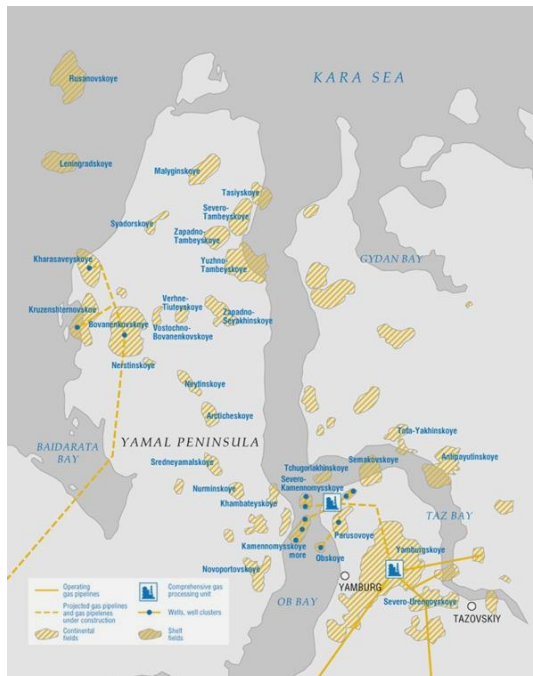 KARA SEA
Rusanovskoye
Leningradskoye
Malyginskoye
Tasiyskoye
Severo-
Tambeyskoye
Syadorskoye
Zapadno-
Tambeyskoye
Kharasaveyskoye
Yuzhno-
Tambeyskoye
GYDAN BAY
Kruzenshternovskoe
Verhne-
Tiuteyskoye
Zapadno-
Seyakhinskoye
Bovanenkovskoye
Vostochno-
Bovanenkovskoye
Nerstinskoye
Neytinskoye
Arcticheskoye
YAMAL PENINSULA
BAIDARATA
BAY
Tota-Yakhinskoye
Antipayutinskoye
Semakovskoye
Sredneyamalskoye
Tchugoriakhinskoye
Severo-
Kamennomysskoye
Nurminskoye
Khambateyskoye
TAZ BAY
Parusovoye
Kamennomysskoye
more
Obskoye
Yamburgskoye
Novoportovskoye
YAMBURG
OB BAY
Severo-Urengoyskoye
TAZOVSKIY
Operating
gas pipelines
Comprehensive gas
processing unit
Projected gas pipelines
and gas pipelenes
under construction
Wells, well clusters
Continental
fields
Shelf
fields